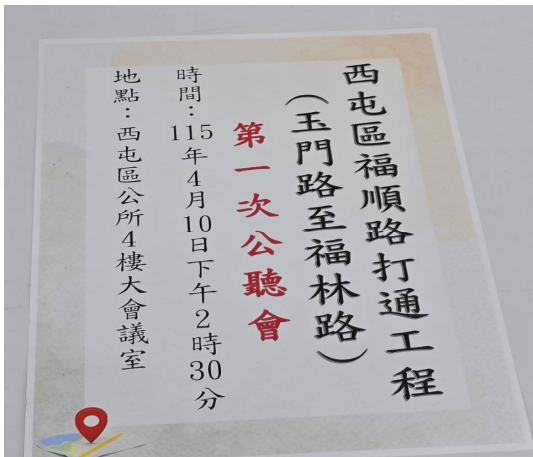 西屯區福順路打通工程
（玉門路至福林路）
第一次公聽會
時間：115年4月10日下午2時30分
地點：西屯區公所4樓大會議室